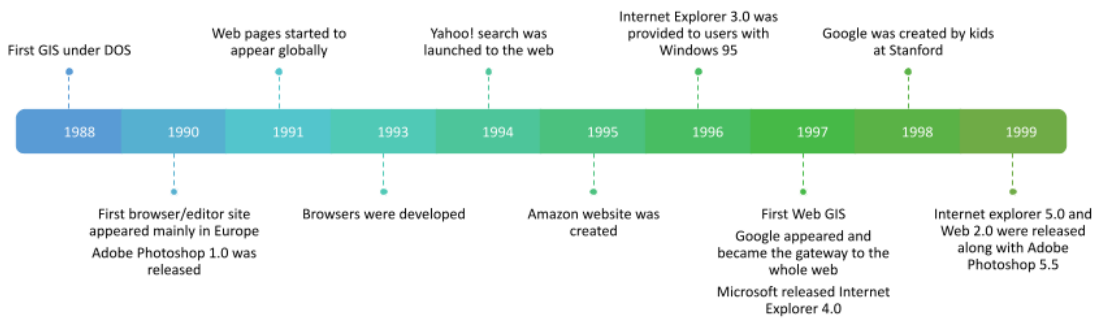 First GIS under DOS
Web pages started to
appear globally
Yahoo! search was
launched to the web
Internet Explorer 3.0 was
provided to users with
Windows 95
Google was created by kids
at Stanford
1988
1990
1991
1993
1994
1995
1996
1997
1998
1999
First browser/editor site
appeared mainly in Europe
Adobe Photoshop 1.0 was
released
Browsers were developed
Amazon website was
created
First Web GIS
Google appeared and
became the gateway to the
whole web
Microsoft released Internet
Explorer 4.0
Internet explorer 5.0 and
Web 2.0 were released
along with Adobe
Photoshop 5.5